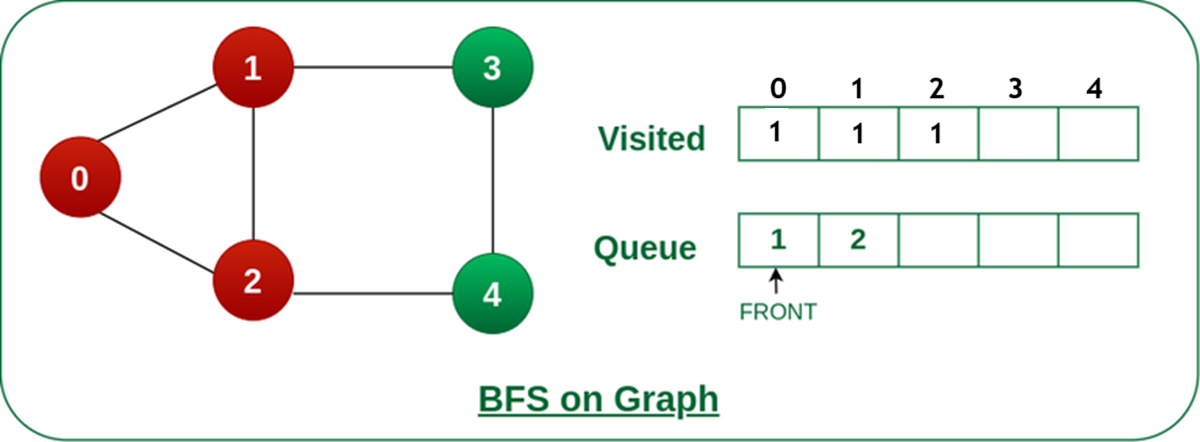 1
3
0
2
4
0 1 2 3 4
Visited 1 1 1
Queue 1 2
FRONT
BFS on Graph